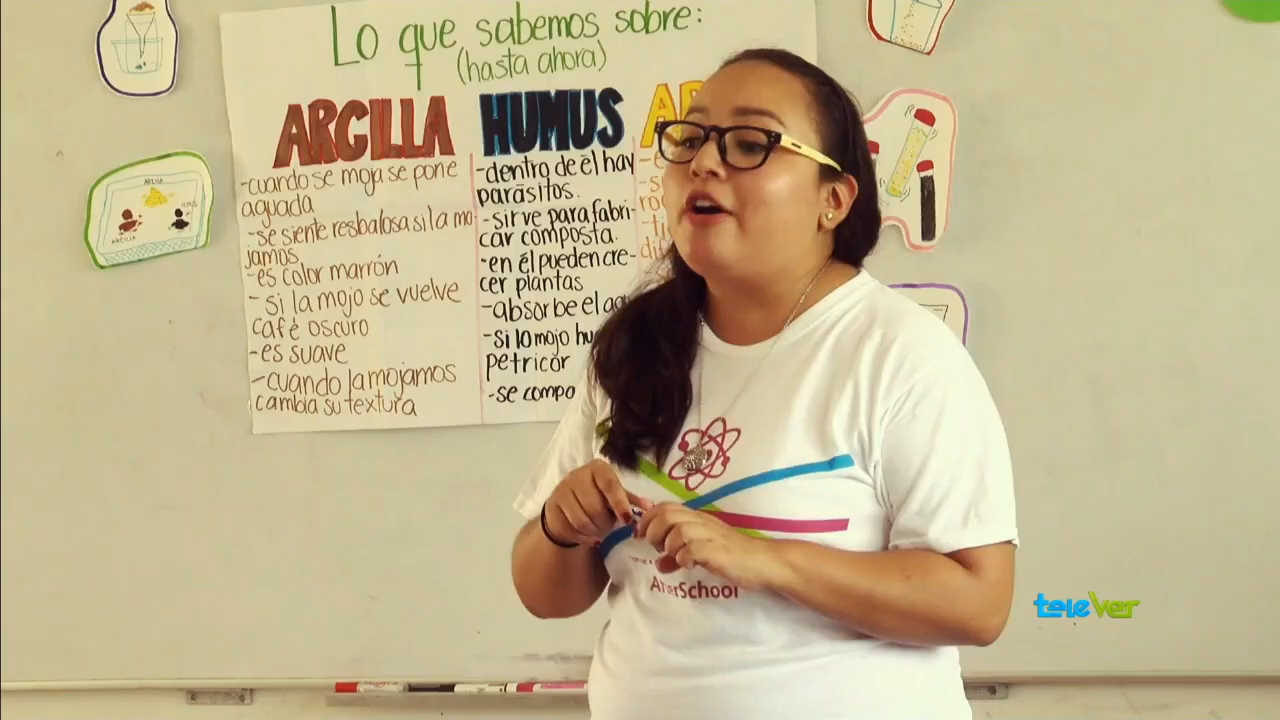 Lo que sabemos sobre:
(hasta ahora)
ARCILLA
-cuando se moja se pone
aguada
-se siente resbalosa si la mo-
jamos
-es color marrón
-si la mojo se vuelve
café oscuro
-es suave
-cuando la mojamos
cambia su textura
HUMUS
-dentro de él hay
parásitos.
-sirve para fabri-
car composta.
-en él pueden cre-
cer plantas
-absorbe el
-si lo mojo
petricor
-se
ARCILLA
AfterSchool
teleVer